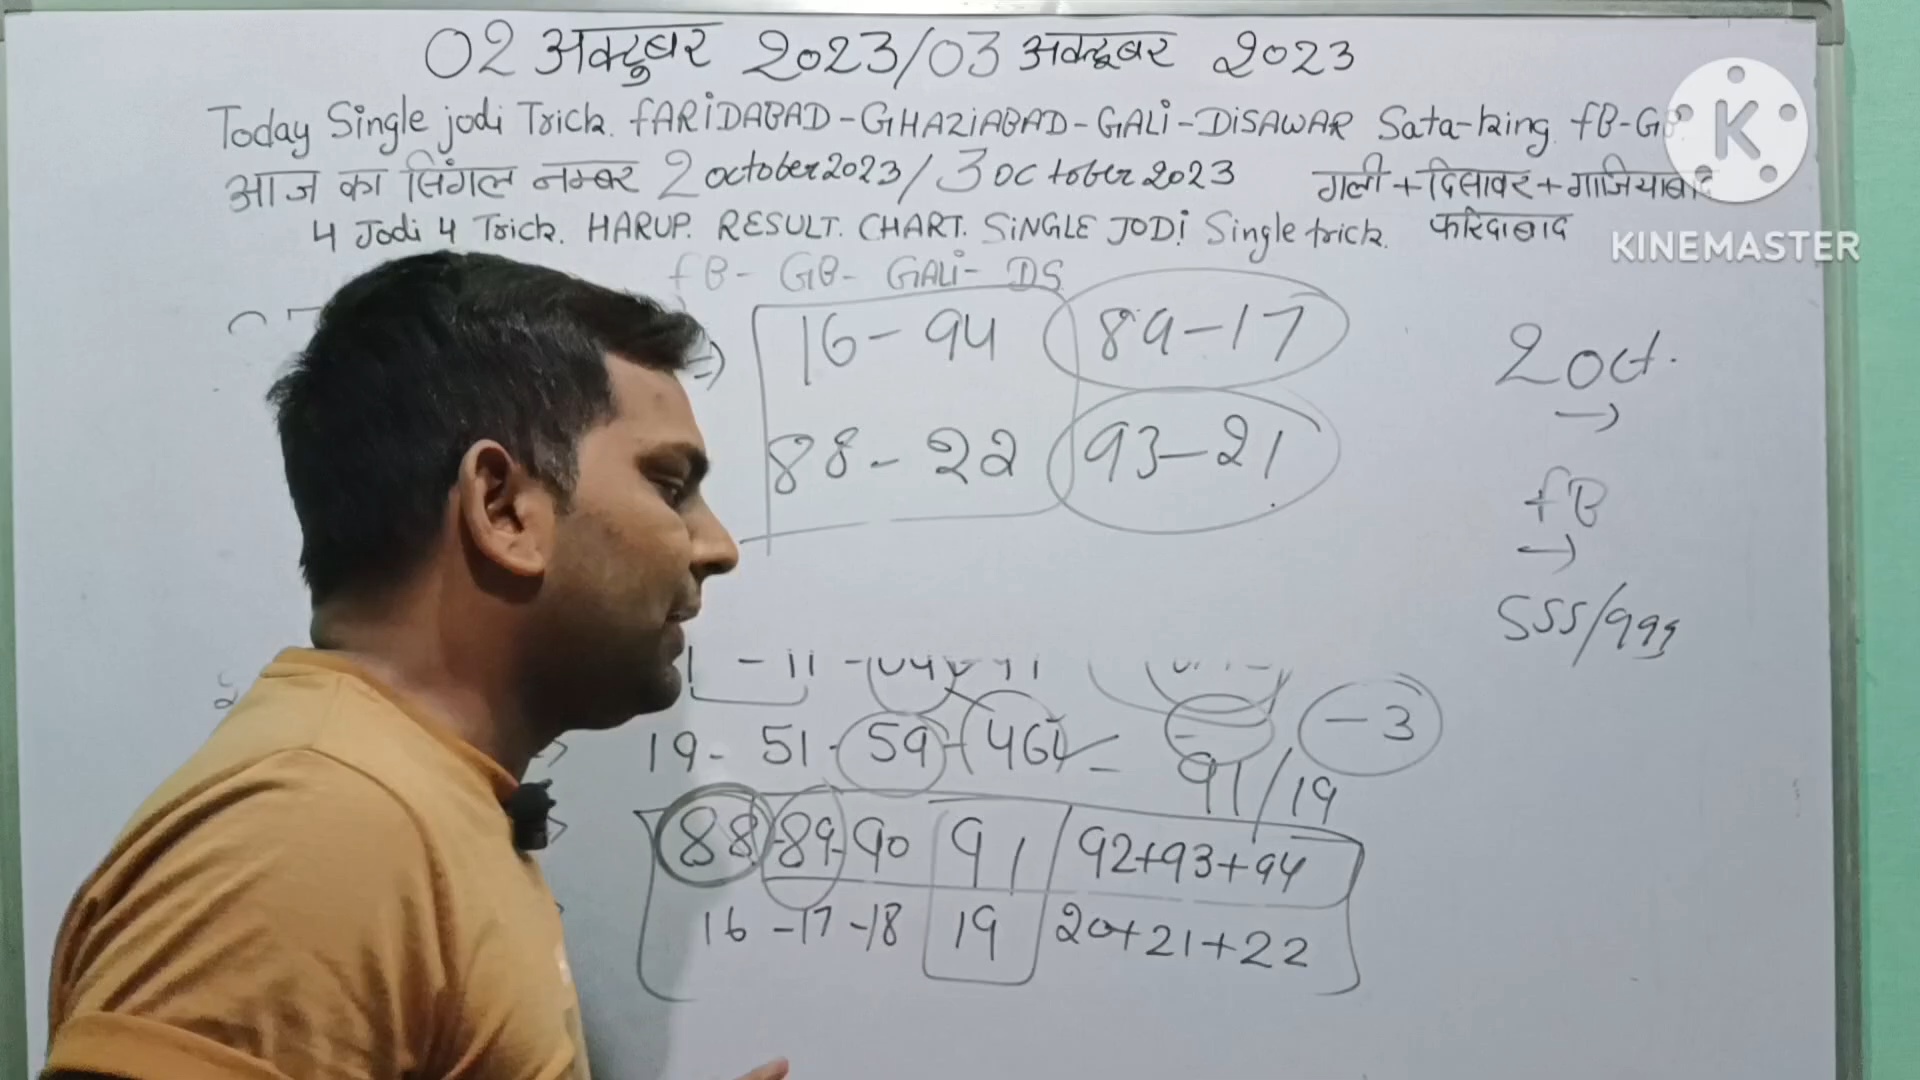 02 अक्टुबर 2023/03 अक्टूबर 2023
Today Single jodi Trick. fARiDABAD-GHAZiABAD-GALi-DiSAWAR Sata-king. fB-GB
आज का सिंगल नम्बर 2 october 2023/3 october 2023 गली+दिसावर+गाजियाबाद
4 Jodi 4 Trick. HARUP. RESULT. CHART. SiNGLE JODi Single trick. फरिदाबाद
K
KINEMASTER
fB- GB- GALi- DS
=> 16-94 89-17
88-22 93-21
2 oct.
fB
555/999
19- 51- 59-
-3
91/19
88 89-90 91 92+93+94
16-17-18 19 20+21+22